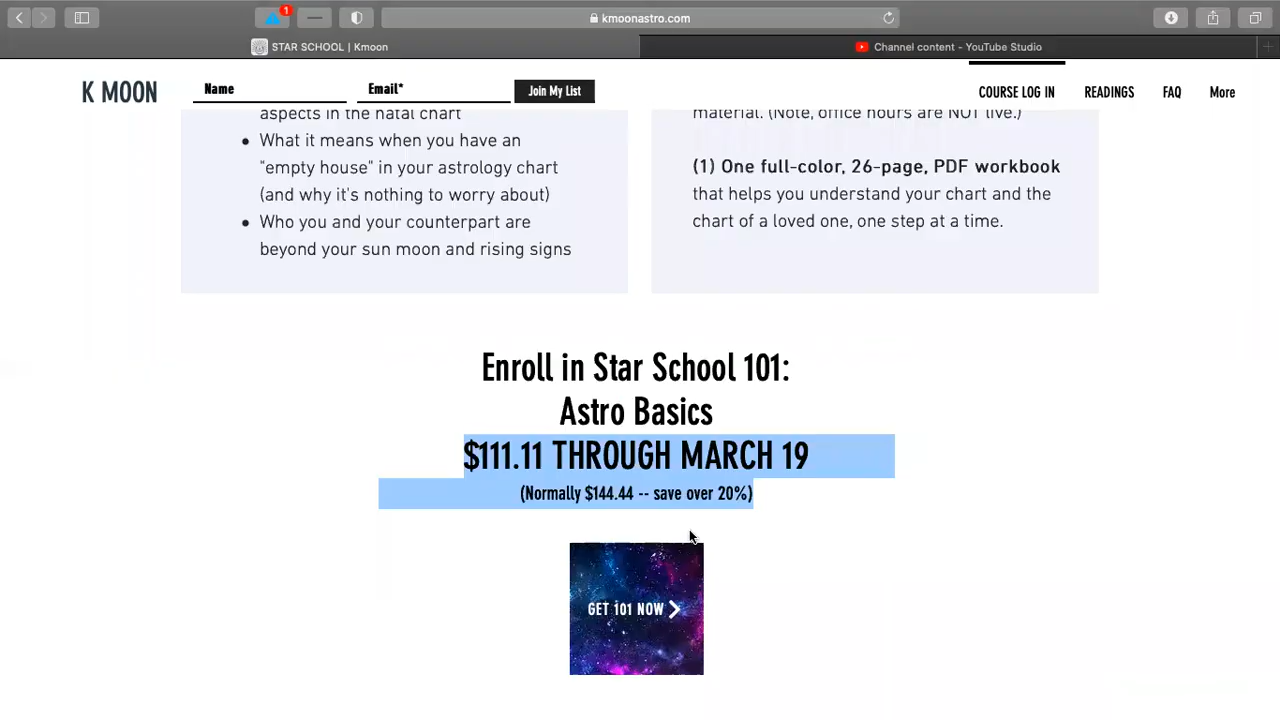 1
kmoonastro.com
STAR SCHOOL | Kmoon
Channel content - YouTube Studio
K MOON
Name
Email*
Join My List
COURSE LOG IN
READINGS
FAQ
More
aspects in the natal chart
• What it means when you have an
"empty house" in your astrology chart
(and why it's nothing to worry about)
• Who you and your counterpart are
beyond your sun moon and rising signs
material. (Note, office hours are NOT live.)
(1) One full-color, 26-page, PDF workbook
that helps you understand your chart and the
chart of a loved one, one step at a time.
Enroll in Star School 101:
Astro Basics
$111.11 THROUGH MARCH 19
(Normally $144.44 -- save over 20%)
GET 101 NOW